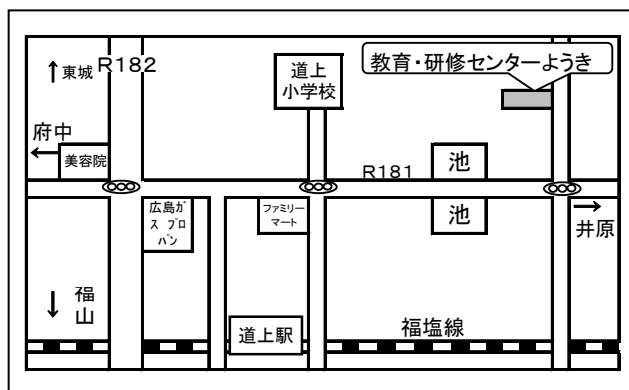 ↑東城
R182
道上
小学校
教育・研修センターようき
府中
←
美容院
R181
池
広島ガ
ス プロ
パン
ファミリー
マート
池
→
井原
↓
福
山
道上駅
福塩線